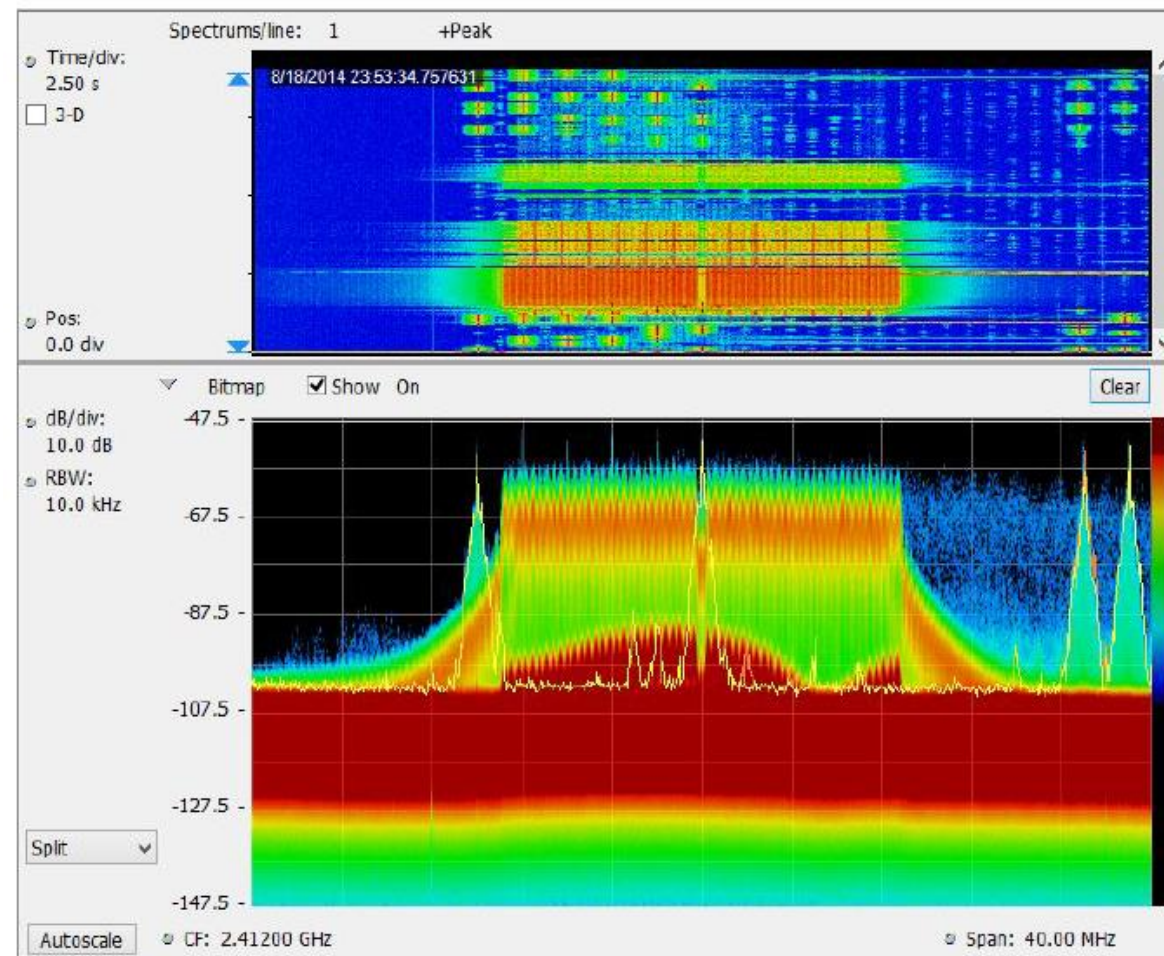 Spectrums/line: 1 +Peak
Time/div:
2.50 s
8/18/2014 23:53:34.757631
3-D
Pos:
0.0 div
Bitmap Show On Clear
dB/div:
10.0 dB
RBW:
10.0 kHz
-47.5
-67.5
-87.5
-107.5
-127.5
-147.5
Split
Autoscale CF: 2.41200 GHz Span: 40.00 MHz